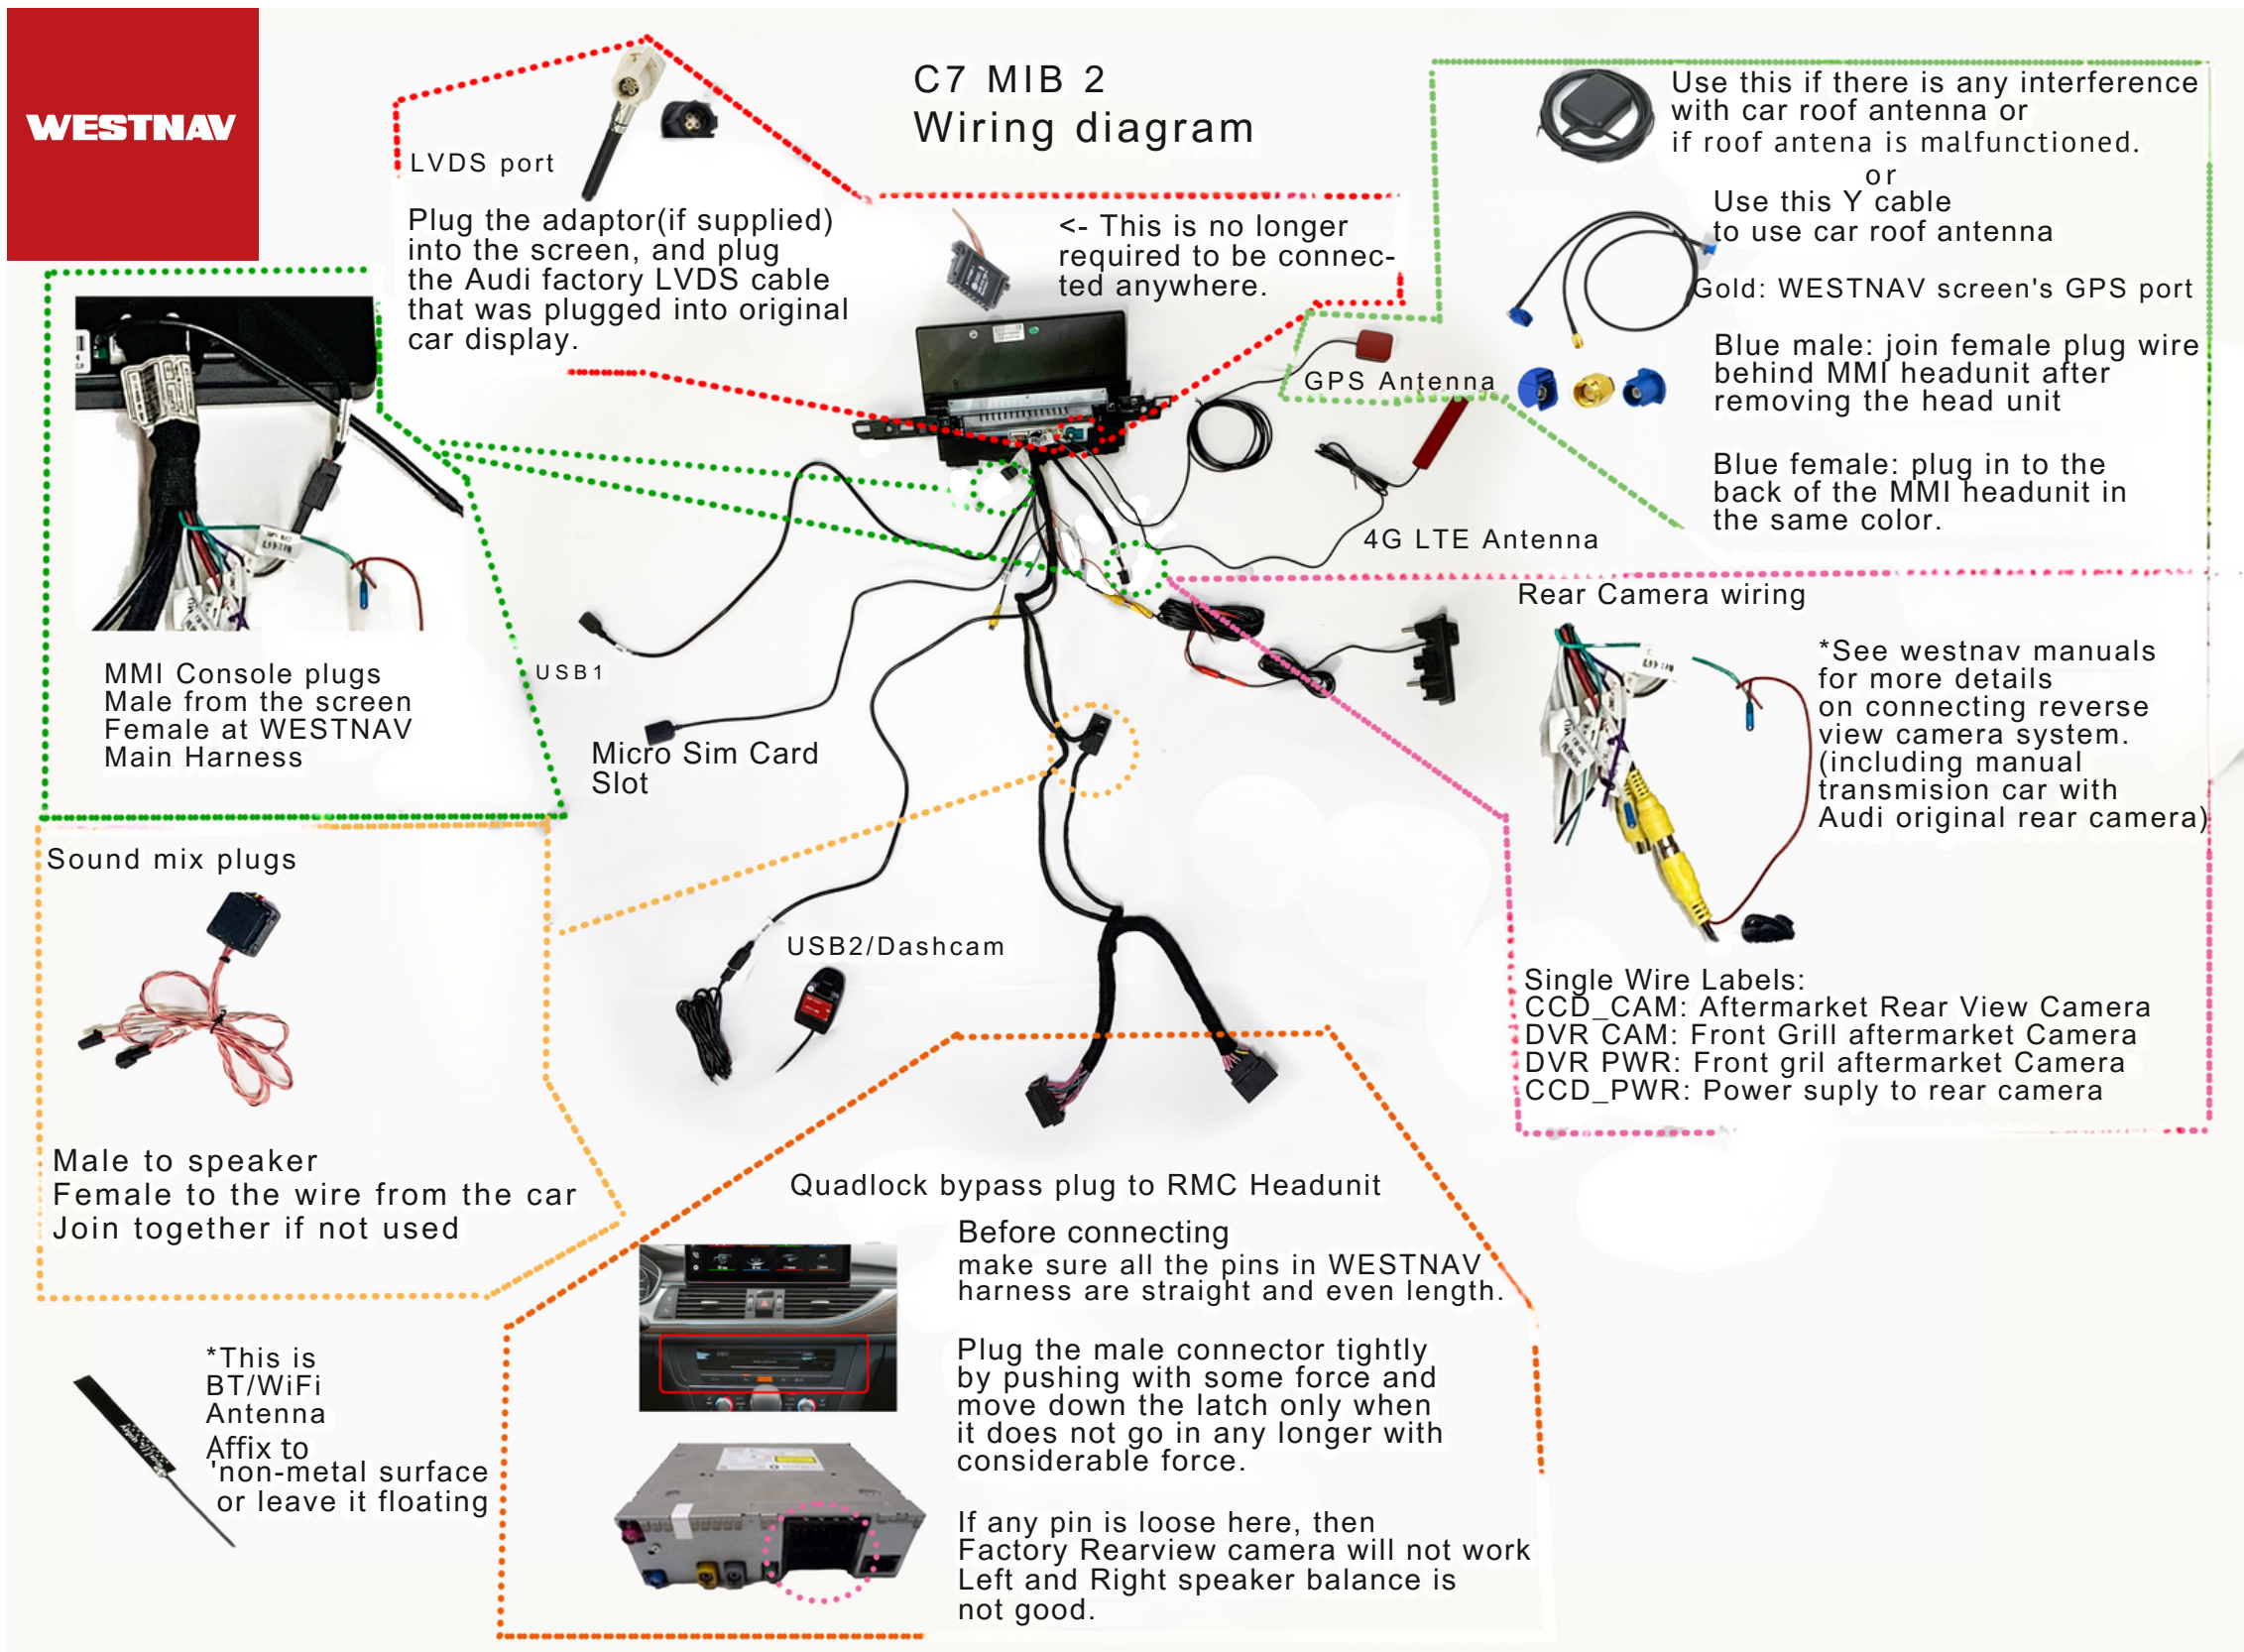 WESTNAV
C7 MIB 2
Wiring diagram
LVDS port
Plug the adaptor(if supplied)
into the screen, and plug
the Audi factory LVDS cable
that was plugged into original
car display.
<- This is no longer
required to be connec-
ted anywhere.
Use this if there is any interference
with car roof antenna or
if roof antena is malfunctioned.
or
Use this Y cable
to use car roof antenna
Gold: WESTNAV screen's GPS port
Blue male: join female plug wire
behind MMI headunit after
removing the head unit
Blue female: plug in to the
back of the MMI headunit in
the same color.
GPS Antenna
4G LTE Antenna
MMI Console plugs
Male from the screen
Female at WESTNAV
Main Harness
USB1
Micro Sim Card
Slot
Rear Camera wiring
*See westnav manuals
for more details
on connecting reverse
view camera system.
(including manual
transmision car with
Audi original rear camera)
Sound mix plugs
Male to speaker
Female to the wire from the car
Join together if not used
USB2/Dashcam
Single Wire Labels:
CCD_CAM: Aftermarket Rear View Camera
DVR CAM: Front Grill aftermarket Camera
DVR PWR: Front gril aftermarket Camera
CCD_PWR: Power suply to rear camera
Quadlock bypass plug to RMC Headunit
Before connecting
make sure all the pins in WESTNAV
harness are straight and even length.
Plug the male connector tightly
by pushing with some force and
move down the latch only when
it does not go in any longer with
considerable force.
If any pin is loose here, then
Factory Rearview camera will not work
Left and Right speaker balance is
not good.
*This is
BT/WiFi
Antenna
Affix to
'non-metal surface
or leave it floating